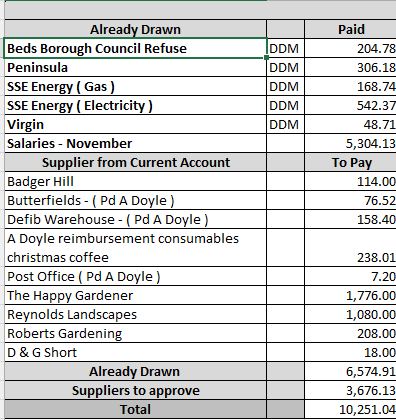 Already Drawn Paid
Beds Borough Council Refuse DDM 204.78
Peninsula DDM 306.18
SSE Energy ( Gas ) DDM 168.74
SSE Energy ( Electricity ) DDM 542.37
Virgin DDM 48.71
Salaries - November 5,304.13
Supplier from Current Account To Pay
Badger Hill 114.00
Butterfields - ( Pd A Doyle ) 76.52
Defib Warehouse - ( Pd A Doyle ) 158.40
A Doyle reimbursement consumables
christmas coffee 238.01
Post Office ( Pd A Doyle ) 7.20
The Happy Gardener 1,776.00
Reynolds Landscapes 1,080.00
Roberts Gardening 208.00
D & G Short 18.00
Already Drawn 6,574.91
Suppliers to approve 3,676.13
Total 10,251.04